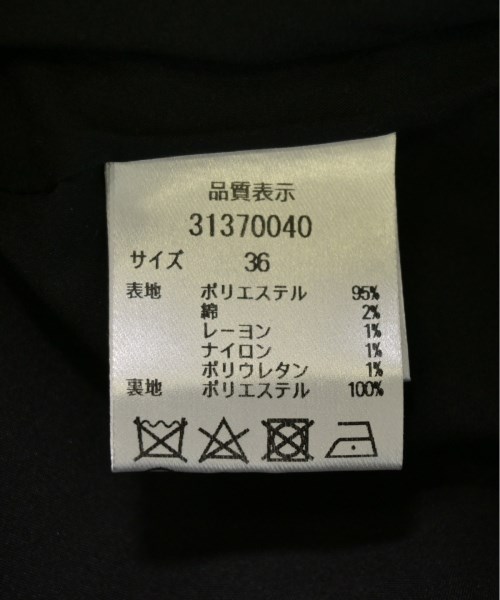 品質表示
31370040
サイズ 36
表地 ポリエステル 95%
綿 2%
レーヨン 1%
ナイロン 1%
ポリウレタン 1%
裏地 ポリエステル 100%